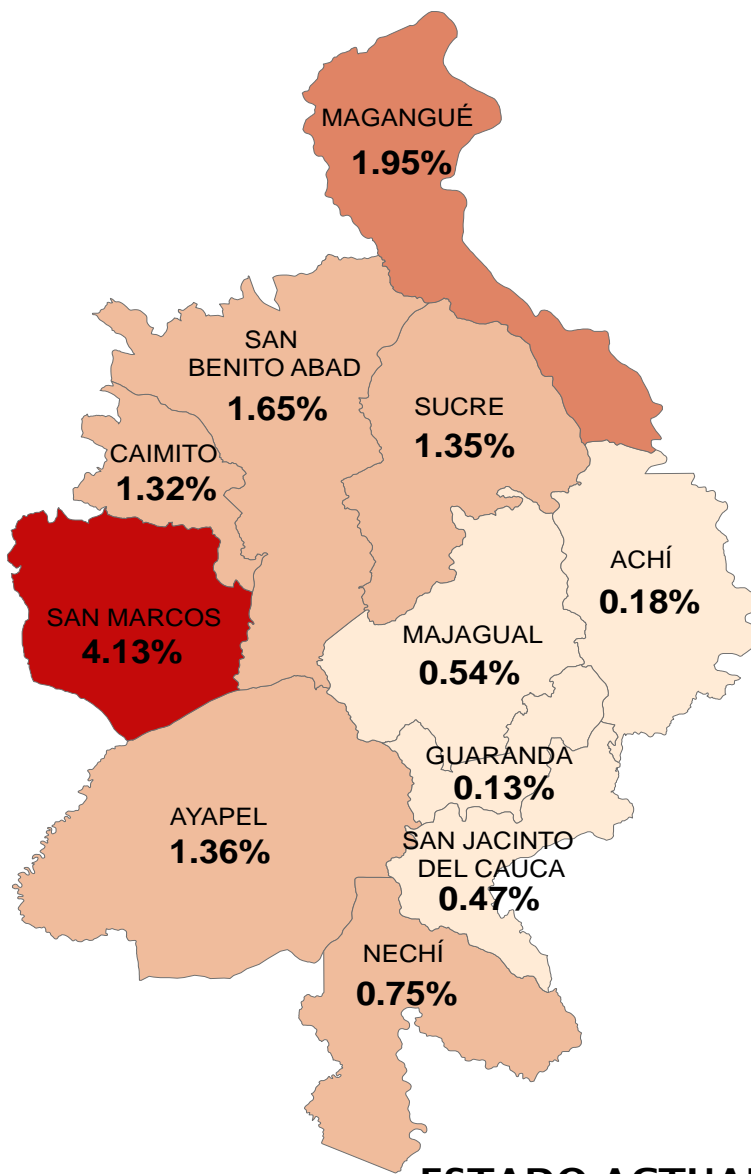 MAGANGUÉ
1.95%
SAN
BENITO ABAD
1.65%
SUCRE
1.35%
CAIMITO
1.32%
ACHÍ
0.18%
SAN MARCOS
4.13%
MAJAGUAL
0.54%
GUARANDA
0.13%
AYAPEL
1.36%
SAN JACINTO
DEL CAUCA
0.47%
NECHÍ
0.75%
ESTADO ACTUA